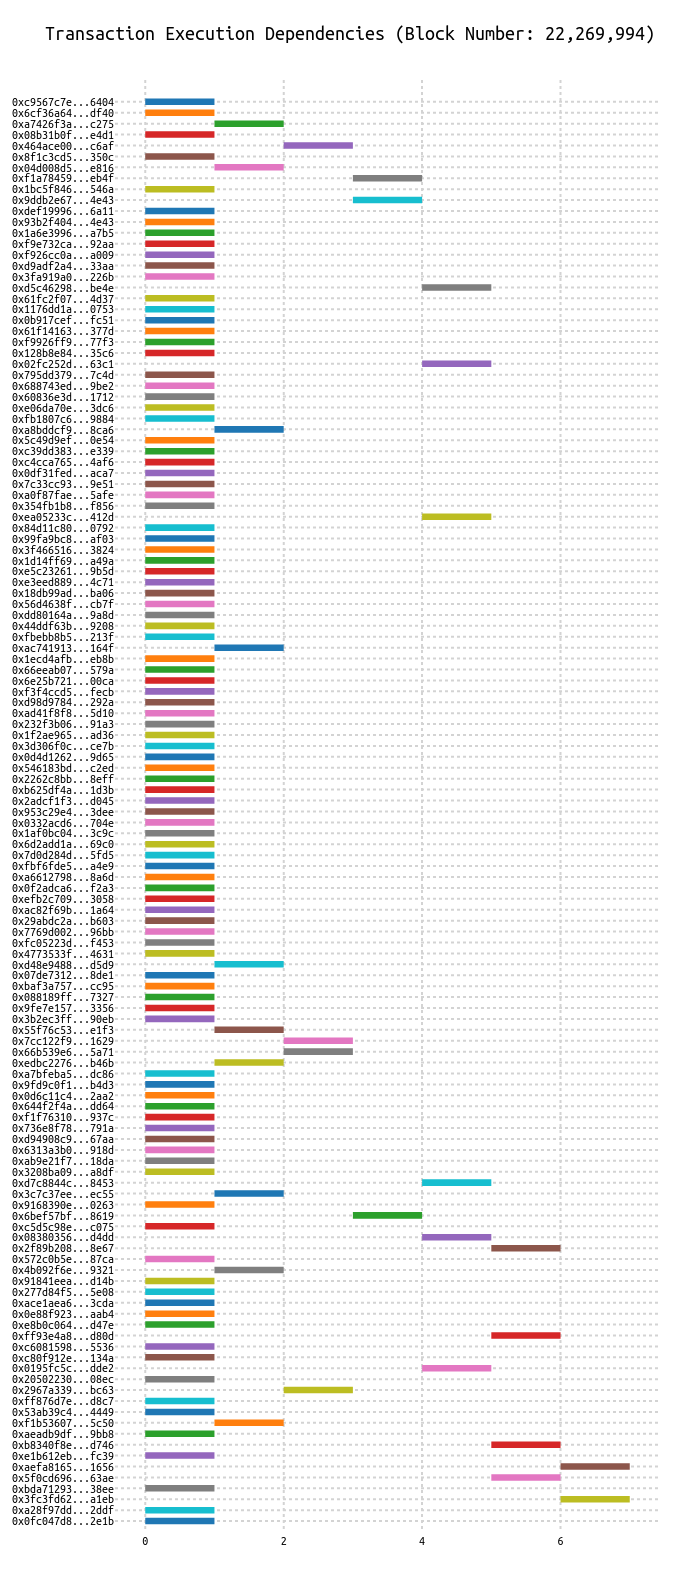 Transaction Execution Dependencies (Block Number: 22,269,994)
0xc9567c7e...6404
0x6cf36a64...df40
0xa7426f3a...c275
0x08b31b0f...e4d1
0x464ace00...c6af
0x8f1c3cd5...350c
0x04d008d5...e816
0xf1a78459...eb4f
0x1bc5f846...546a
0x9ddb2e67...4e43
0xdef19996...6a11
0x93b2f404...4e43
0x1a6e3996...a7b5
0xf9e732ca...92aa
0xf926cc0a...a009
0xd9adf2a4...33aa
0x3fa919a0...226b
0xd5c46298...be4e
0x61fc2f07...4d37
0x1176dd1a...0753
0x0b917cef...fc51
0x61f14163...377d
0xf9926ff9...77f3
0x128b8e84...35c6
0x02fc252d...63c1
0x795dd379...7c4d
0x688743ed...9be2
0x60836e3d...1712
0xe06da70e...3dc6
0xfb1807c6...9884
0xa8bddcf9...8ca6
0x5c49d9ef...0e54
0xc39dd383...e339
0xc4cca765...4af6
0x0df31fed...aca7
0x7c33cc93...9e51
0xa0f87fae...5afe
0x354fb1b8...f856
0xea05233c...412d
0x84d11c80...0792
0x99fa9bc8...af03
0x3f466516...3824
0x1d14ff69...a49a
0xe5c23261...9b5d
0xe3eed889...4c71
0x18db99ad...ba06
0x56d4638f...cb7f
0xdd80164a...9a8d
0x44ddf63b...9208
0xfbebb8b5...213f
0xac741913...164f
0x1ecd4afb...eb8b
0x66eeab07...579a
0x6e25b721...00ca
0xf3f4ccd5...fecb
0xd98d9784...292a
0xad41f8f8...5d10
0x232f3b06...91a3
0x1f2ae965...ad36
0x3d306f0c...ce7b
0x0d4d1262...9d65
0x546183bd...c2ed
0x2262c8bb...8eff
0xb625df4a...1d3b
0x2adcf1f3...d045
0x953c29e4...3dee
0x0332acd6...704e
0x1af0bc04...3c9c
0x6d2add1a...69c0
0x7d0d284d...5fd5
0xfbf6fde5...a4e9
0xa6612798...8a6d
0x0f2adca6...f2a3
0xefb2c709...3058
0xac82f69b...1a64
0x29abdc2a...b603
0x7769d002...96bb
0xfc05223d...f453
0x4773533f...4631
0xd48e9488...d5d9
0x07de7312...8de1
0xbaf3a757...cc95
0x088189ff...7327
0x9fe7e157...3356
0x3b2ec3ff...90eb
0x55f76c53...e1f3
0x7cc122f9...1629
0x66b539e6...5a71
0xedbc2276...b46b
0xa7bfeba5...dc86
0x9fd9c0f1...b4d3
0x0d6c11c4...2aa2
0x644f2f4a...dd64
0xf1f76310...937c
0x736e8f78...791a
0xd94908c9...67aa
0x6313a3b0...918d
0xab9e21f7...18da
0x3208ba09...a8df
0xd7c8844c...8453
0x3c7c37ee...ec55
0x9168390e...0263
0x6bef57bf...8619
0xc5d5c98e...c075
0x08380356...d4dd
0x2f89b208...8e67
0x572c0b5e...87ca
0x4b092f6e...9321
0x91841eea...d14b
0x277d84f5...5e08
0xace1aea6...3cda
0x0e88f923...aab4
0xe8b0c064...d47e
0xff93e4a8...d80d
0xc6081598...5536
0xc80f912e...134a
0x0195fc5c...dde2
0x20502230...08ec
0x2967a339...bc63
0xff876d7e...d8c7
0x53ab39c4...4449
0xf1b53607...5c50
0xaeadb9df...9bb8
0xb8340f8e...d746
0xe1b612eb...fc39
0xaefa8165...1656
0x5f0cd696...63ae
0xbda71293...38ee
0x3fc3fd62...a1eb
0xa28f97dd...2ddf
0x0fc047d8...2e1b
0 2 4 6